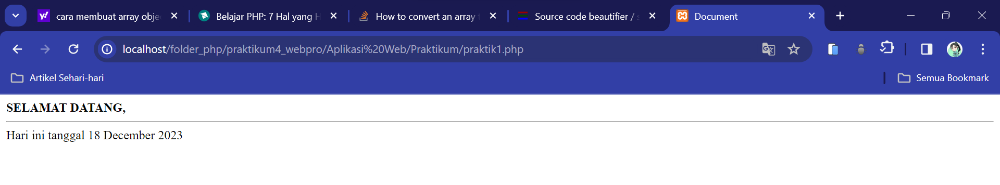 cara membuat array obje
Belajar PHP: 7 Hal yang H
How to convert an array t
Source code beautifier / s
Document
localhost/folder_php/praktikum4_webpro/Aplikasi%20Web/Praktikum/praktik1.php
Artikel Sehari-hari
Semua Bookmark
SELAMAT DATANG,
Hari ini tanggal 18 December 2023